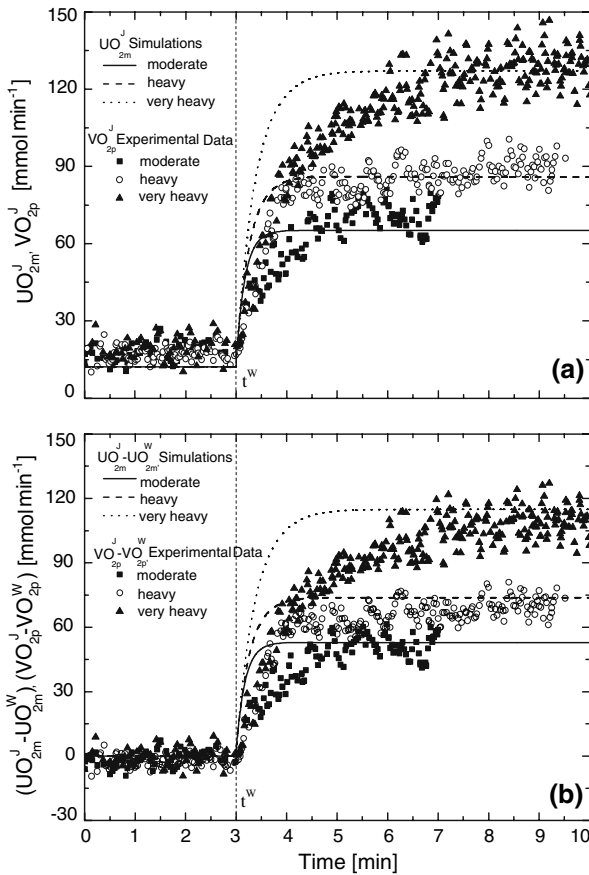 150
120
90
60
30
0
UO₂ₘ'ᴶ VO₂ₚᴶ [mmol min⁻¹]
UO₂ₘᴶ Simulations
moderate
heavy
very heavy
VO₂ₚᴶ Experimental Data
moderate
heavy
very heavy
tᵂ
(a)
150
120
90
60
30
0
-30
(UO₂ₘᴶ-UO₂ₘᵂ), (VO₂ₚᴶ-VO₂ₚᵂ) [mmol min⁻¹]
UO₂ₘᴶ-UO₂ₘ'ᵂ Simulations
moderate
heavy
very heavy
VO₂ₚᴶ-VO₂ₚ'ᵂ Experimental Data
moderate
heavy
very heavy
tᵂ
(b)
0 1 2 3 4 5 6 7 8 9 10
Time [min]